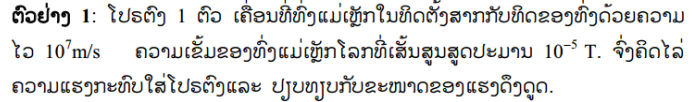 ຕົວຢ່າງ 1: ໂປຣຕົງ 1 ຕົວ ເຄື່ອນທີ່ທົ່ງແມ່ເຫຼັກໃນທິດຕັ້ງສາກກັບທິດຂອງທົ່ງດ້ວຍຄວາມ
ໄວ 10⁷m/s ຄວາມເຂັ້ມຂອງທົ່ງແມ່ເຫຼັກໂລກທີ່ເສັ້ນສູນສູດປະມານ 10⁻⁵ T. ຈົ່ງຄິດໄລ່
ຄວາມແຮງກະທົບໃສ່ໂປຣຕົງແລະ ປຽບທຽບກັບຂະໜາດຂອງແຮງດຶງດູດ.